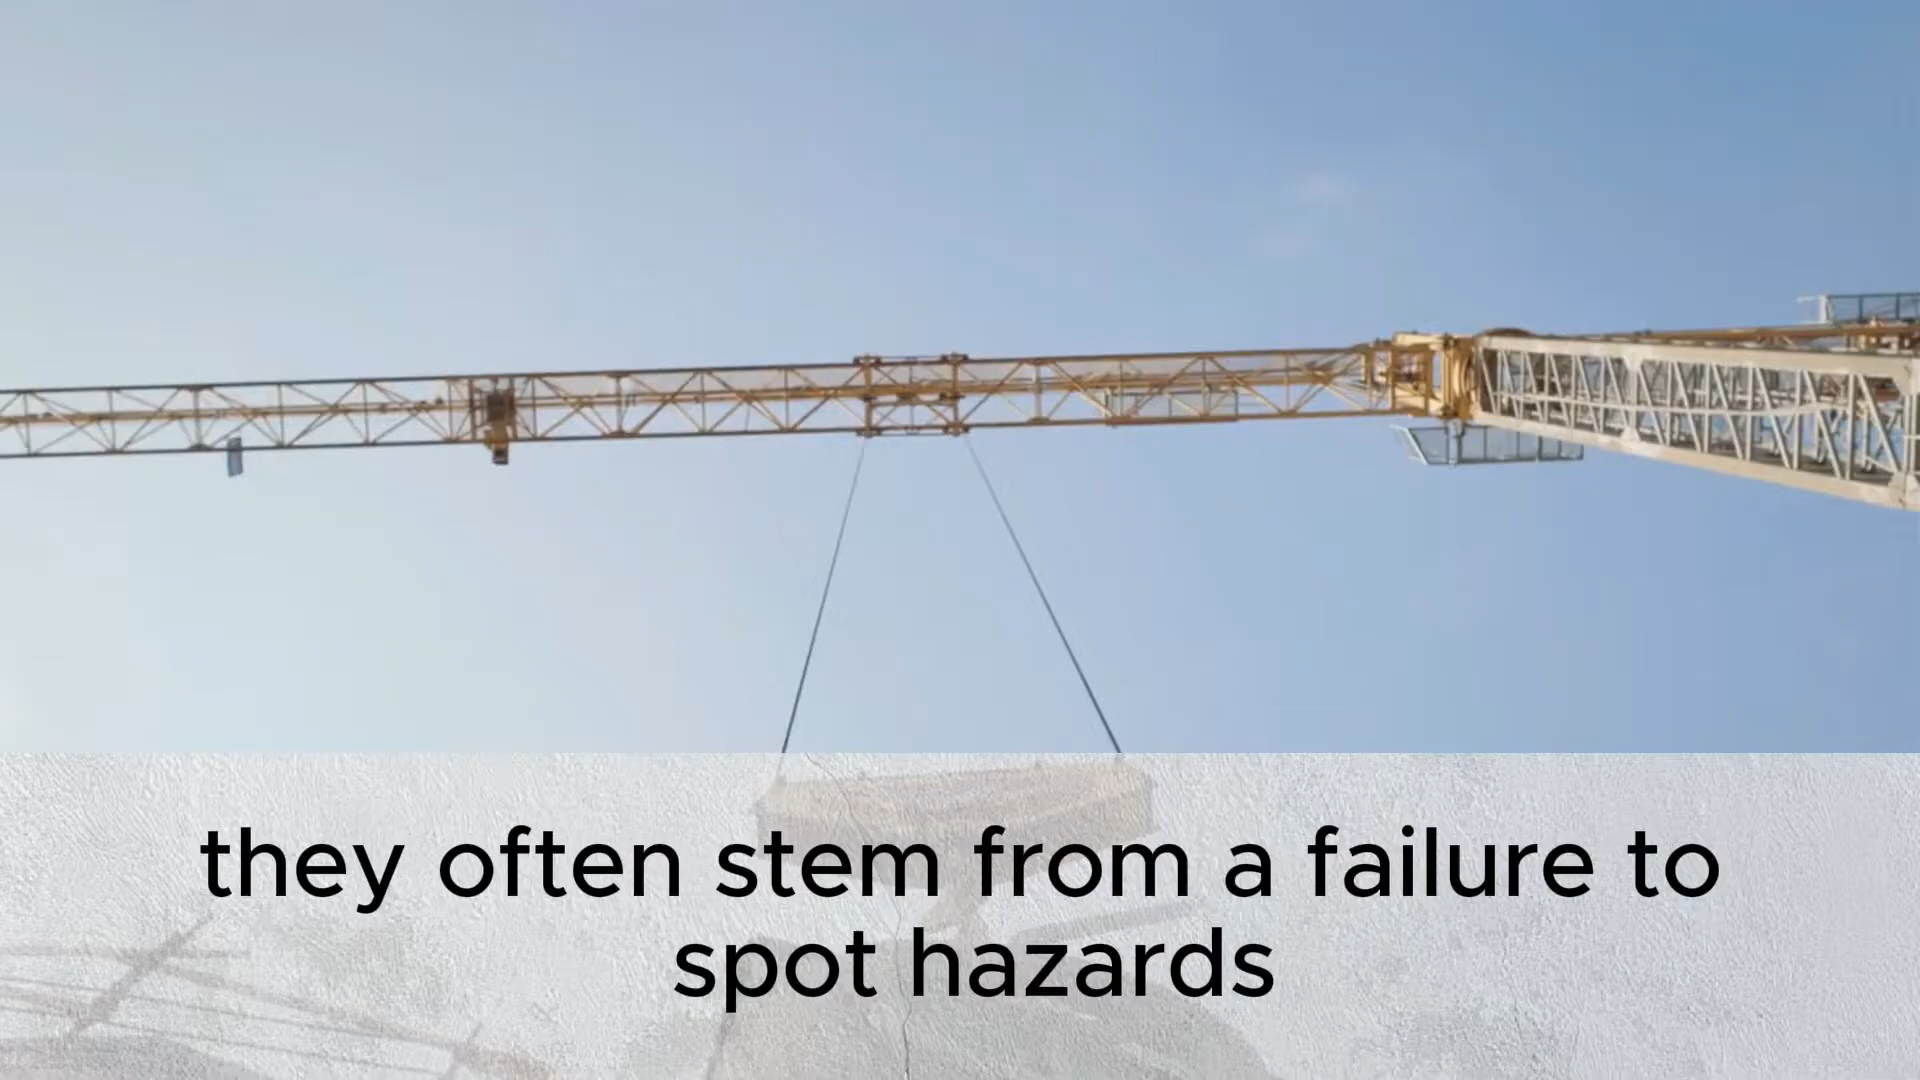 they often stem from a failure to
spot hazards